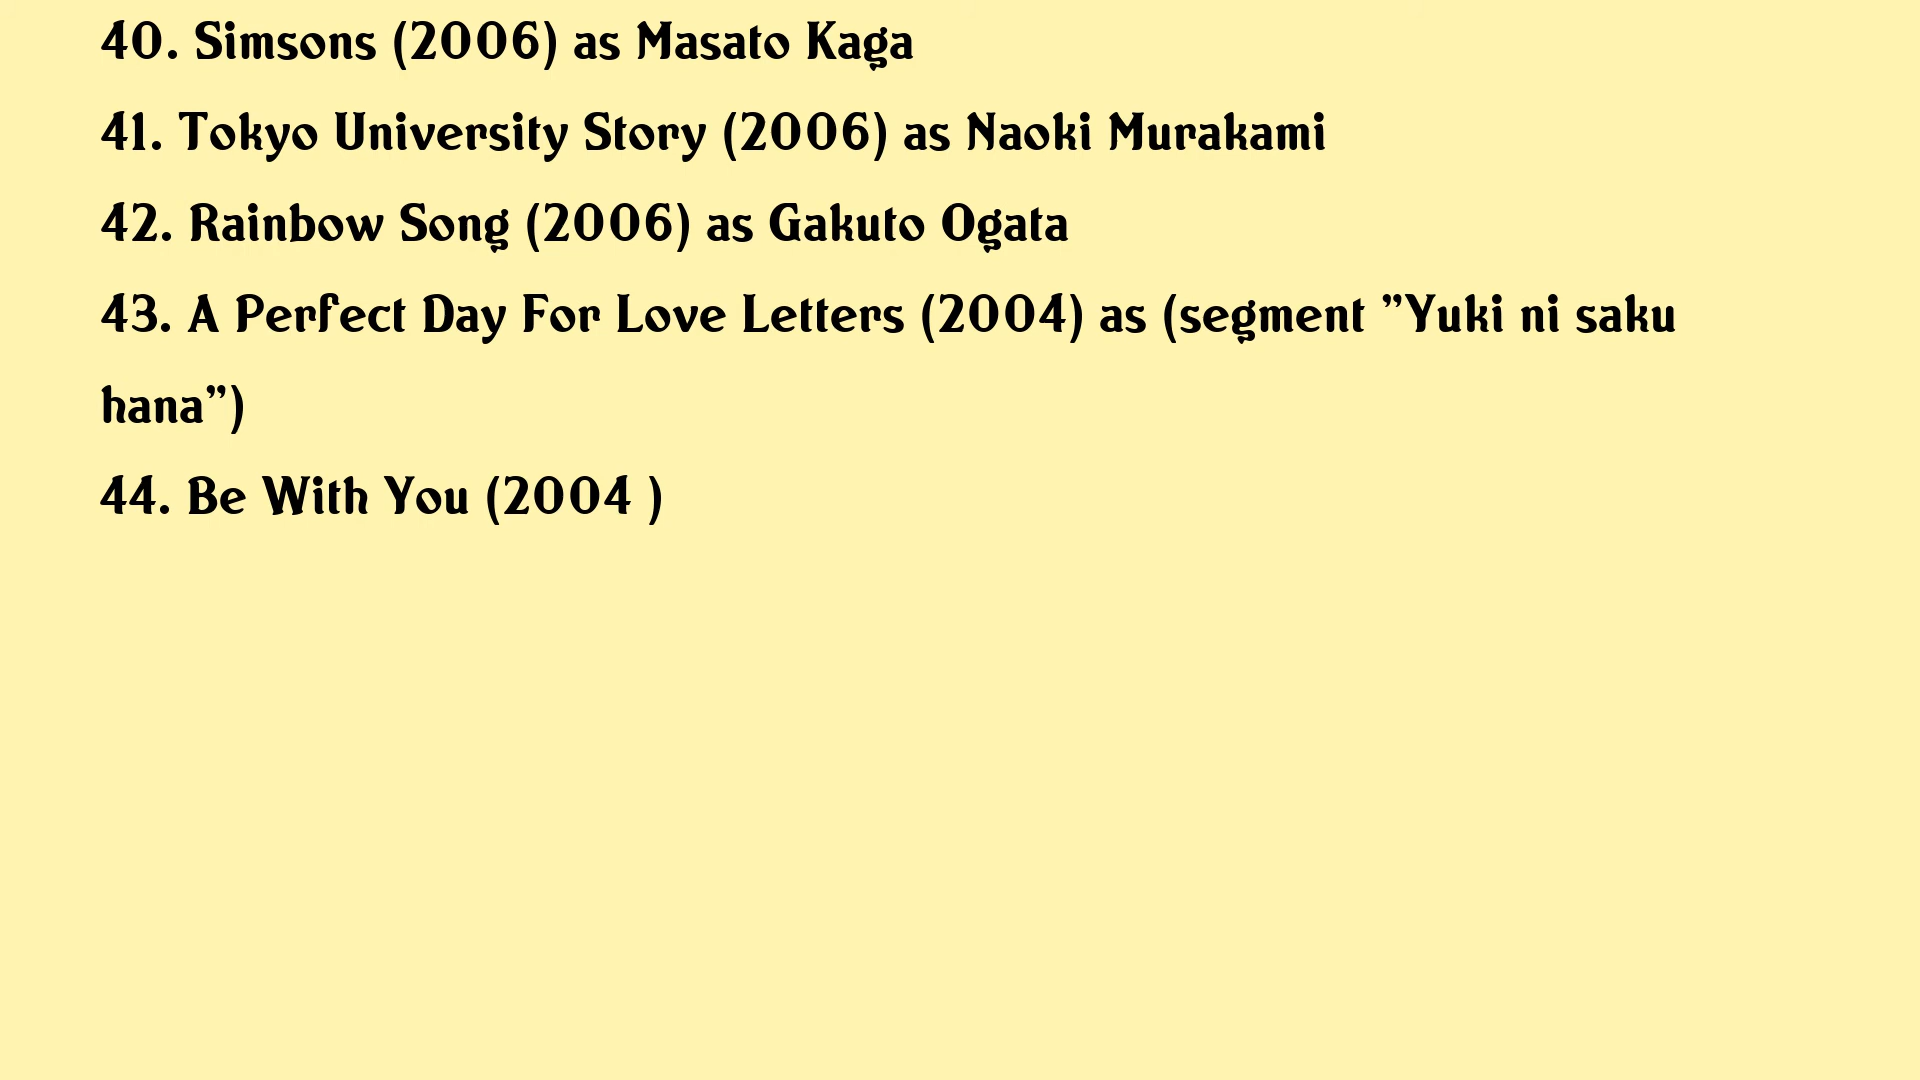 40. Simsons (2006) as Masato Kaga
41. Tokyo University Story (2006) as Naoki Murakami
42. Rainbow Song (2006) as Gakuto Ogata
43. A Perfect Day For Love Letters (2004) as (segment ”Yuki ni saku
hana”)
44. Be With You (2004 )